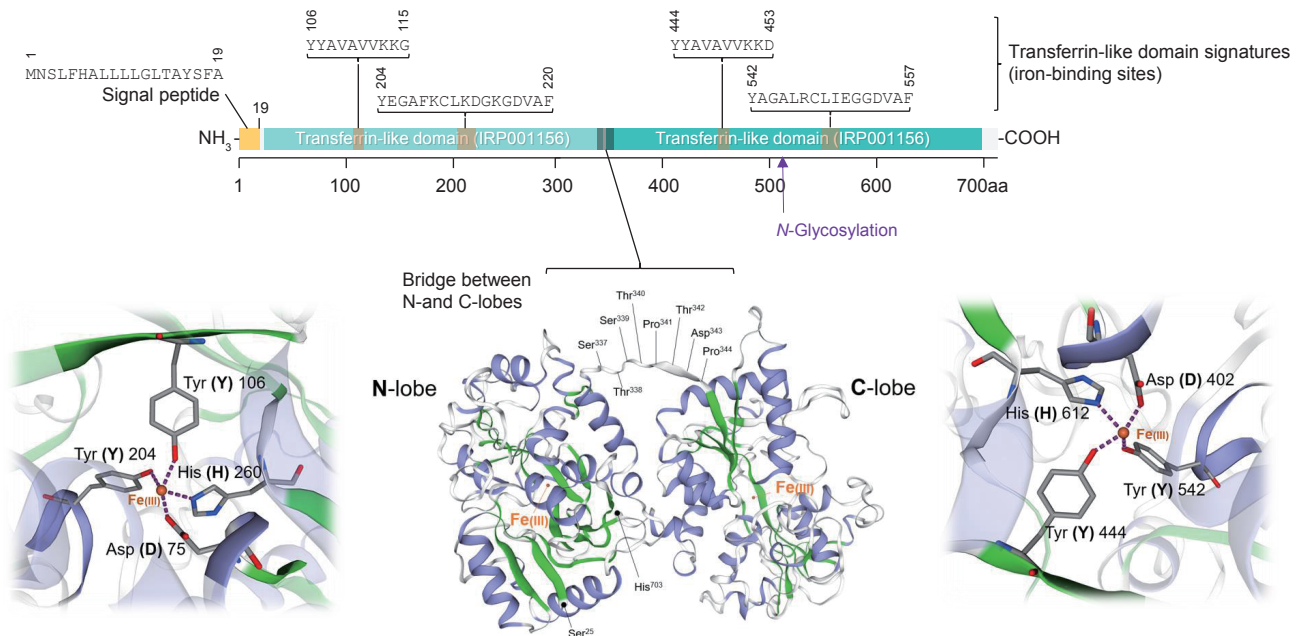 106
115
YYAVAVVKKG
204
220
YEGAFKCLKDGKGDVAF
444
453
YYAVAVVKKD
542
557
YAGALRCLIEGGDVAF
Transferrin-like domain signatures
(iron-binding sites)
1
19
MNSLFHALLLLGLTAYSFA
Signal peptide
19
NH3
Transferrin-like domain (IRP001156)
Transferrin-like domain (IRP001156)
-COOH
1
100
200
300
400
500
600
700aa
N-Glycosylation
Bridge between
N-and C-lobes
Ser337
Thr338
Ser339
Thr340
Pro341
Thr342
Asp343
Pro344
N-lobe
C-lobe
Fe(III)
Fe(III)
His703
Ser25
Tyr (Y) 106
Tyr (Y) 204
His (H) 260
Fe(III)
Asp (D) 75
Asp (D) 402
His (H) 612
Fe(III)
Tyr (Y) 542
Tyr (Y) 444